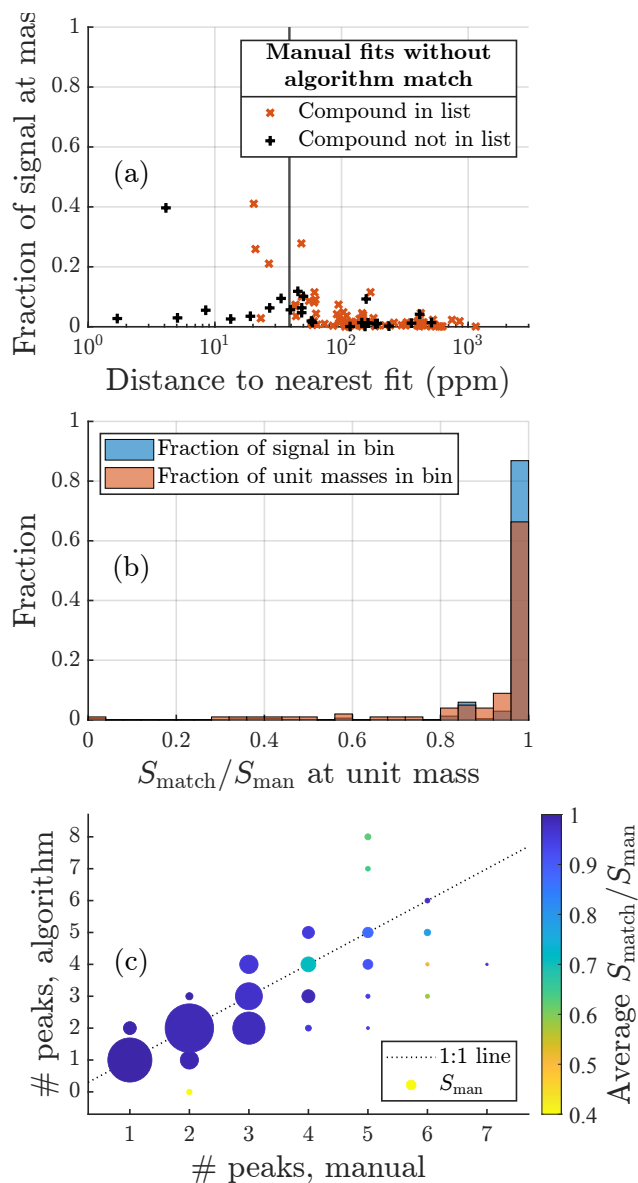 Fraction of signal at mas
1
0.8
0.6
0.4
0.2
0
Manual fits without
algorithm match
Compound in list
Compound not in list
(a)
10^0
10^1
10^2
10^3
Distance to nearest fit (ppm)
Fraction
1
0.8
0.6
0.4
0.2
0
Fraction of signal in bin
Fraction of unit masses in bin
(b)
0
0.2
0.4
0.6
0.8
1
S_match/S_man at unit mass
# peaks, algorithm
8
7
6
5
4
3
2
1
0
(c)
1:1 line
S_man
1
2
3
4
5
6
7
# peaks, manual
1
0.9
0.8
0.7
0.6
0.5
0.4
Average S_match/S_man